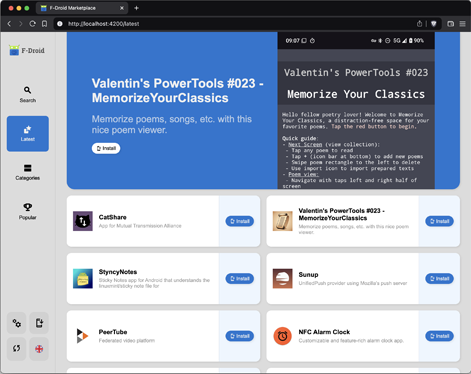 F-Droid Marketplace
http://localhost:4200/latest
F-Droid
Search
Latest
Categories
Popular
Valentin's PowerTools #023 -
MemorizeYourClassics
Memorize poems, songs, etc. with this
nice poem viewer.
Install
09:07
5G 90%
Valentin's PowerTools #023
Memorize Your Classics
Hello fellow poetry lover! Welcome to Memorize
Your Classics, a distraction-free space for your
favorite poems. Tap the red button to begin.
Quick guide:
- Next Screen (view collection):
- Tap any poem to read
- Tap + (icon bar at bottom) to add new poems
- Swipe poem rectangle to the left to delete
- Use import icon to import prepared texts
- Poem view:
- Navigate with taps left and right half of
screen
CatShare
App for Mutual Transmission Alliance
Install
Valentin's PowerTools #023 -
MemorizeYourClassics
Memorize poems, songs, etc. with this nice poem
viewer.
Install
StyncyNotes
Sticky Notes app for Android that understands the
linuxmint/sticky note file for
Install
Sunup
UnifiedPush provider using Mozilla's push server
Install
PeerTube
Federated video platform
Install
NFC Alarm Clock
Customizable and feature-rich alarm clock app.
Install